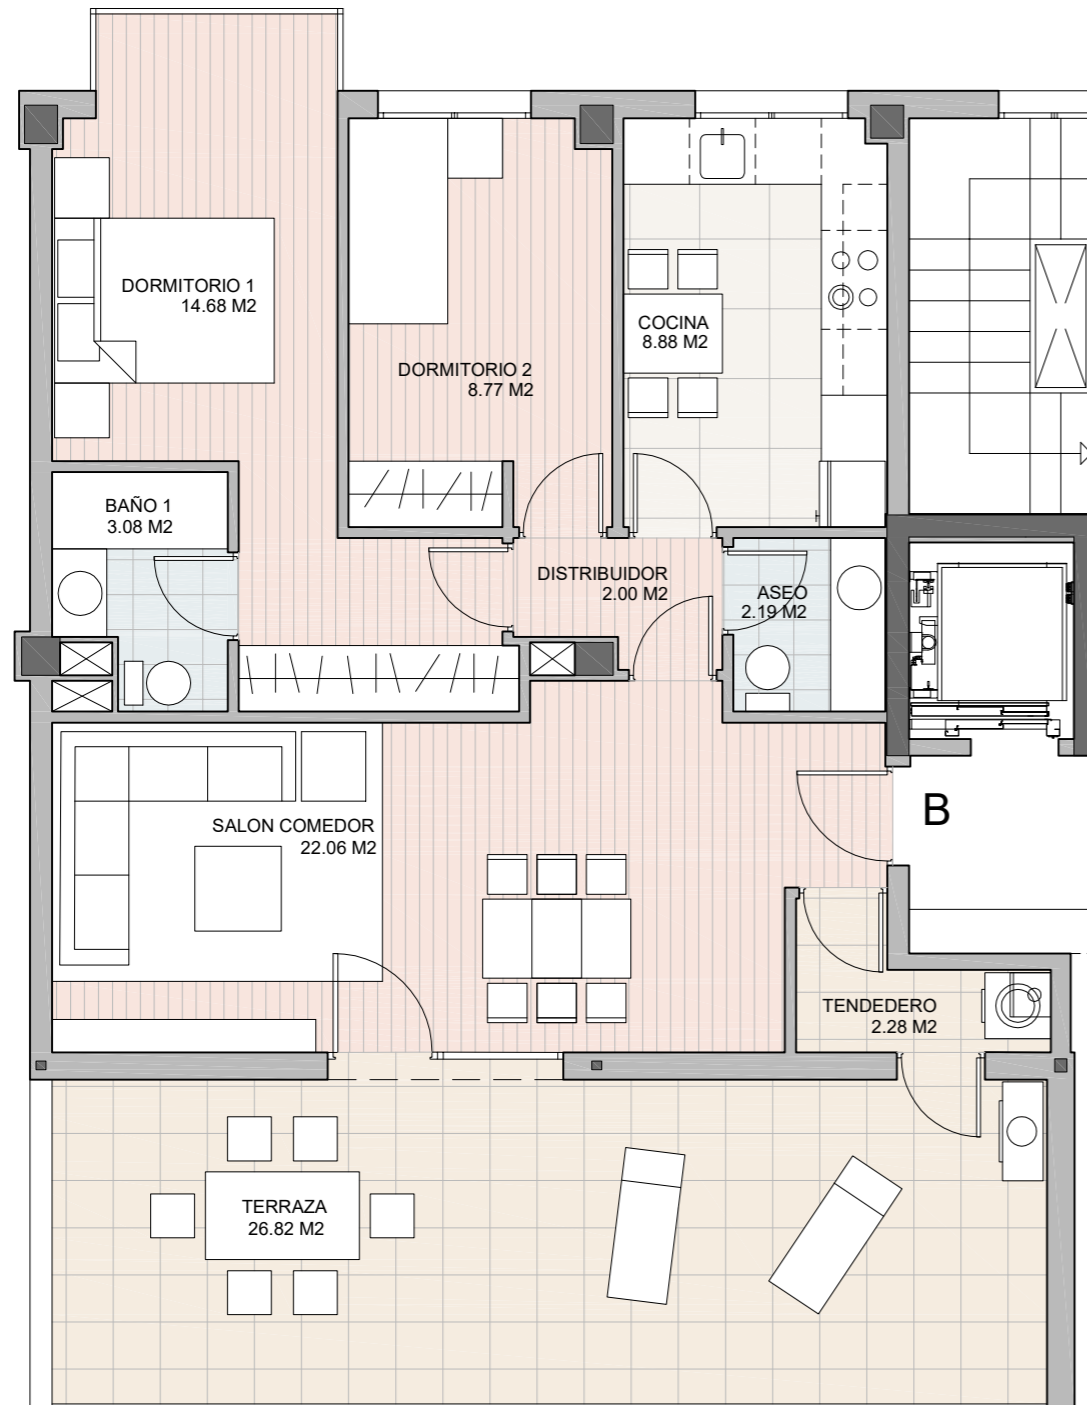 DORMITORIO 1
14.68 M2
DORMITORIO 2
8.77 M2
COCINA
8.88 M2
BAÑO 1
3.08 M2
DISTRIBUIDOR
2.00 M2
ASEO
2.19 M2
SALON COMEDOR
22.06 M2
B
TENDEDERO
2.28 M2
TERRAZA
26.82 M2